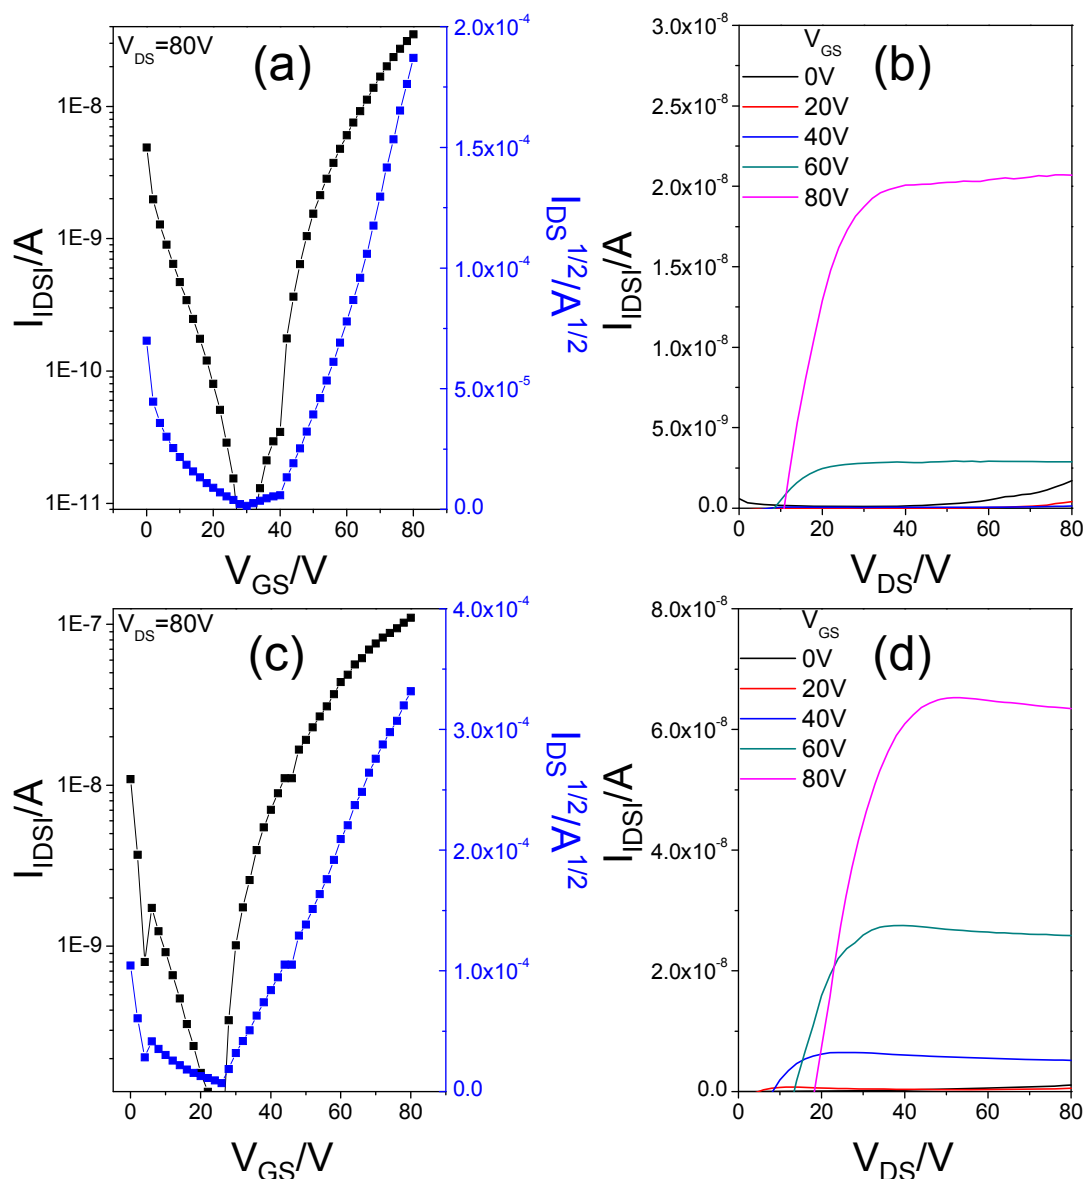 V_DS=80V
(a)
1E-8
1E-9
1E-10
1E-11
I_IDSI/A
2.0x10^-4
1.5x10^-4
1.0x10^-4
5.0x10^-5
0.0
I_DS^1/2/A^1/2
0 20 40 60 80
V_GS/V
(b)
V_GS
0V
20V
40V
60V
80V
3.0x10^-8
2.5x10^-8
2.0x10^-8
1.5x10^-8
1.0x10^-8
5.0x10^-9
0.0
I_IDSI/A
0 20 40 60 80
V_DS/V
V_DS=80V
(c)
1E-7
1E-8
1E-9
I_IDSI/A
4.0x10^-4
3.0x10^-4
2.0x10^-4
1.0x10^-4
0.0
I_DS^1/2/A^1/2
0 20 40 60 80
V_GS/V
(d)
V_GS
0V
20V
40V
60V
80V
8.0x10^-8
6.0x10^-8
4.0x10^-8
2.0x10^-8
0.0
I_IDSI/A
0 20 40 60 80
V_DS/V